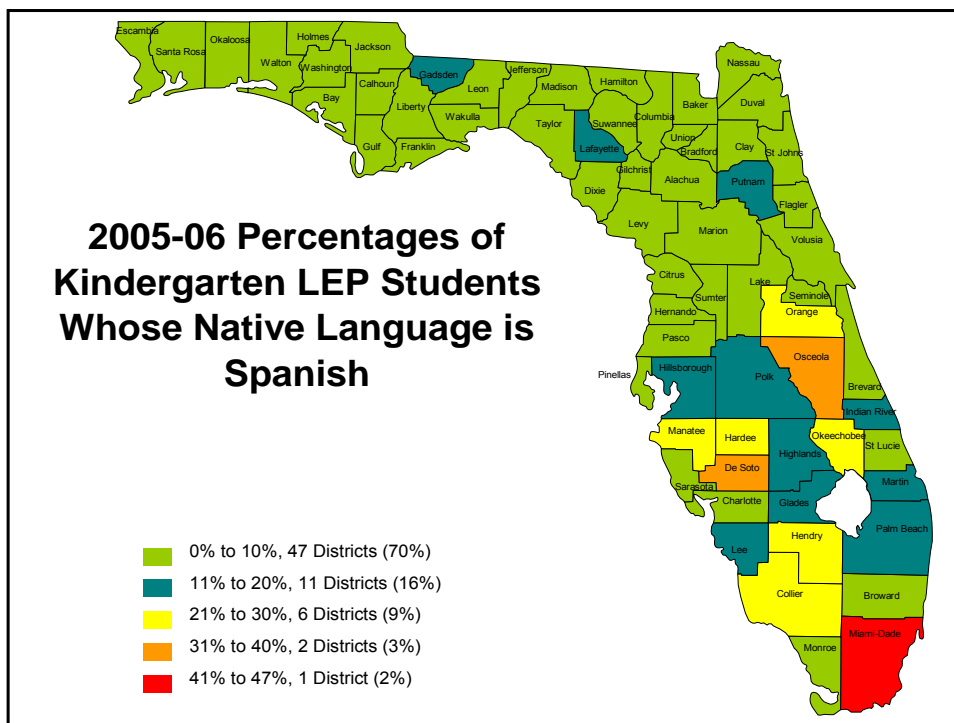 Escambia
Santa Rosa
Okaloosa
Walton
Holmes
Washington
Jackson
Bay
Calhoun
Gulf
Liberty
Franklin
Gadsden
Leon
Wakulla
Jefferson
Madison
Taylor
Hamilton
Suwannee
Lafayette
Dixie
Columbia
Gilchrist
Baker
Union
Bradford
Alachua
Levy
Nassau
Duval
Clay
St Johns
Putnam
Flagler
Marion
Volusia
Citrus
Sumter
Lake
Hernando
Seminole
Orange
Pasco
Osceola
Pinellas
Hillsborough
Polk
Brevard
Indian River
Manatee
Hardee
Okeechobee
Highlands
St Lucie
De Soto
Sarasota
Charlotte
Glades
Martin
Palm Beach
Hendry
Lee
Collier
Broward
Miami-Dade
Monroe
2005-06 Percentages of
Kindergarten LEP Students
Whose Native Language is
Spanish
0% to 10%, 47 Districts (70%)
11% to 20%, 11 Districts (16%)
21% to 30%, 6 Districts (9%)
31% to 40%, 2 Districts (3%)
41% to 47%, 1 District (2%)